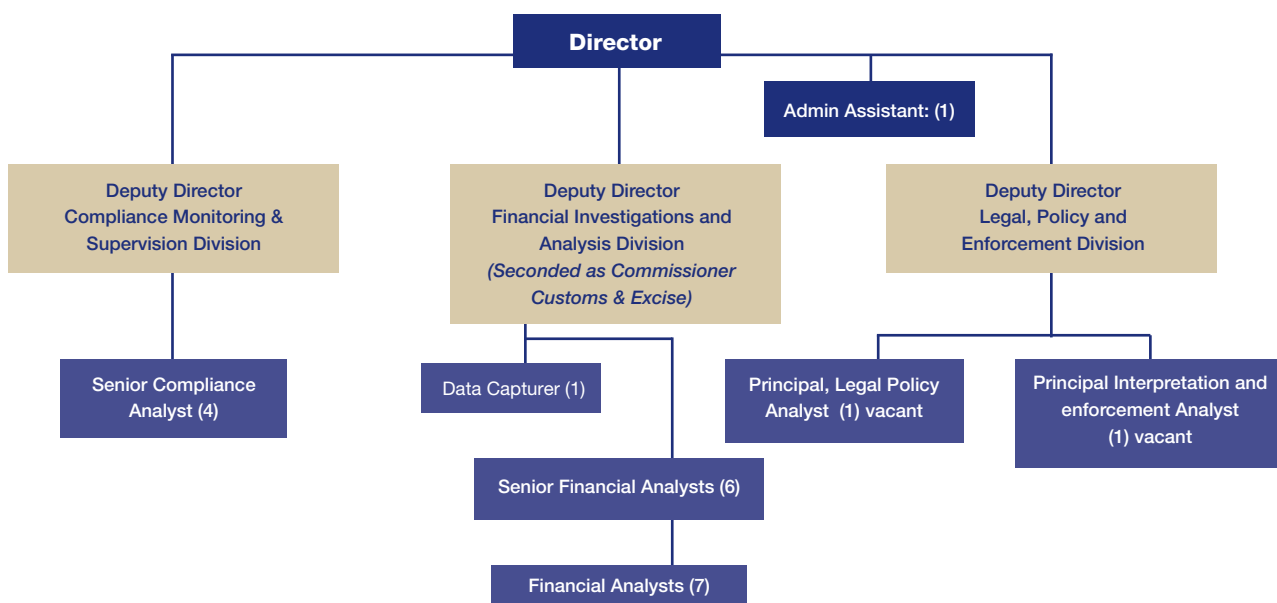 Director
Admin Assistant: (1)
Deputy Director
Compliance Monitoring &
Supervision Division
Deputy Director
Financial Investigations and
Analysis Division
(Seconded as Commissioner
Customs & Excise)
Deputy Director
Legal, Policy and
Enforcement Division
Senior Compliance
Analyst (4)
Data Capturer (1)
Principal, Legal Policy
Analyst (1) vacant
Principal Interpretation and
enforcement Analyst
(1) vacant
Senior Financial Analysts (6)
Financial Analysts (7)